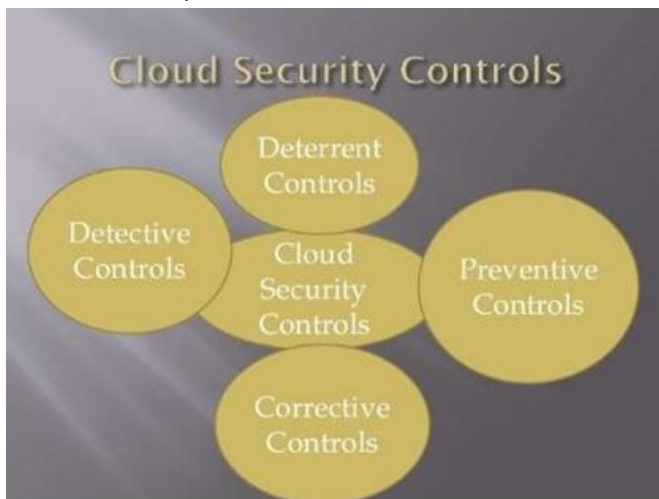 Cloud Security Controls
Deterrent
Controls
Detective
Controls
Cloud
Security
Controls
Preventive
Controls
Corrective
Controls